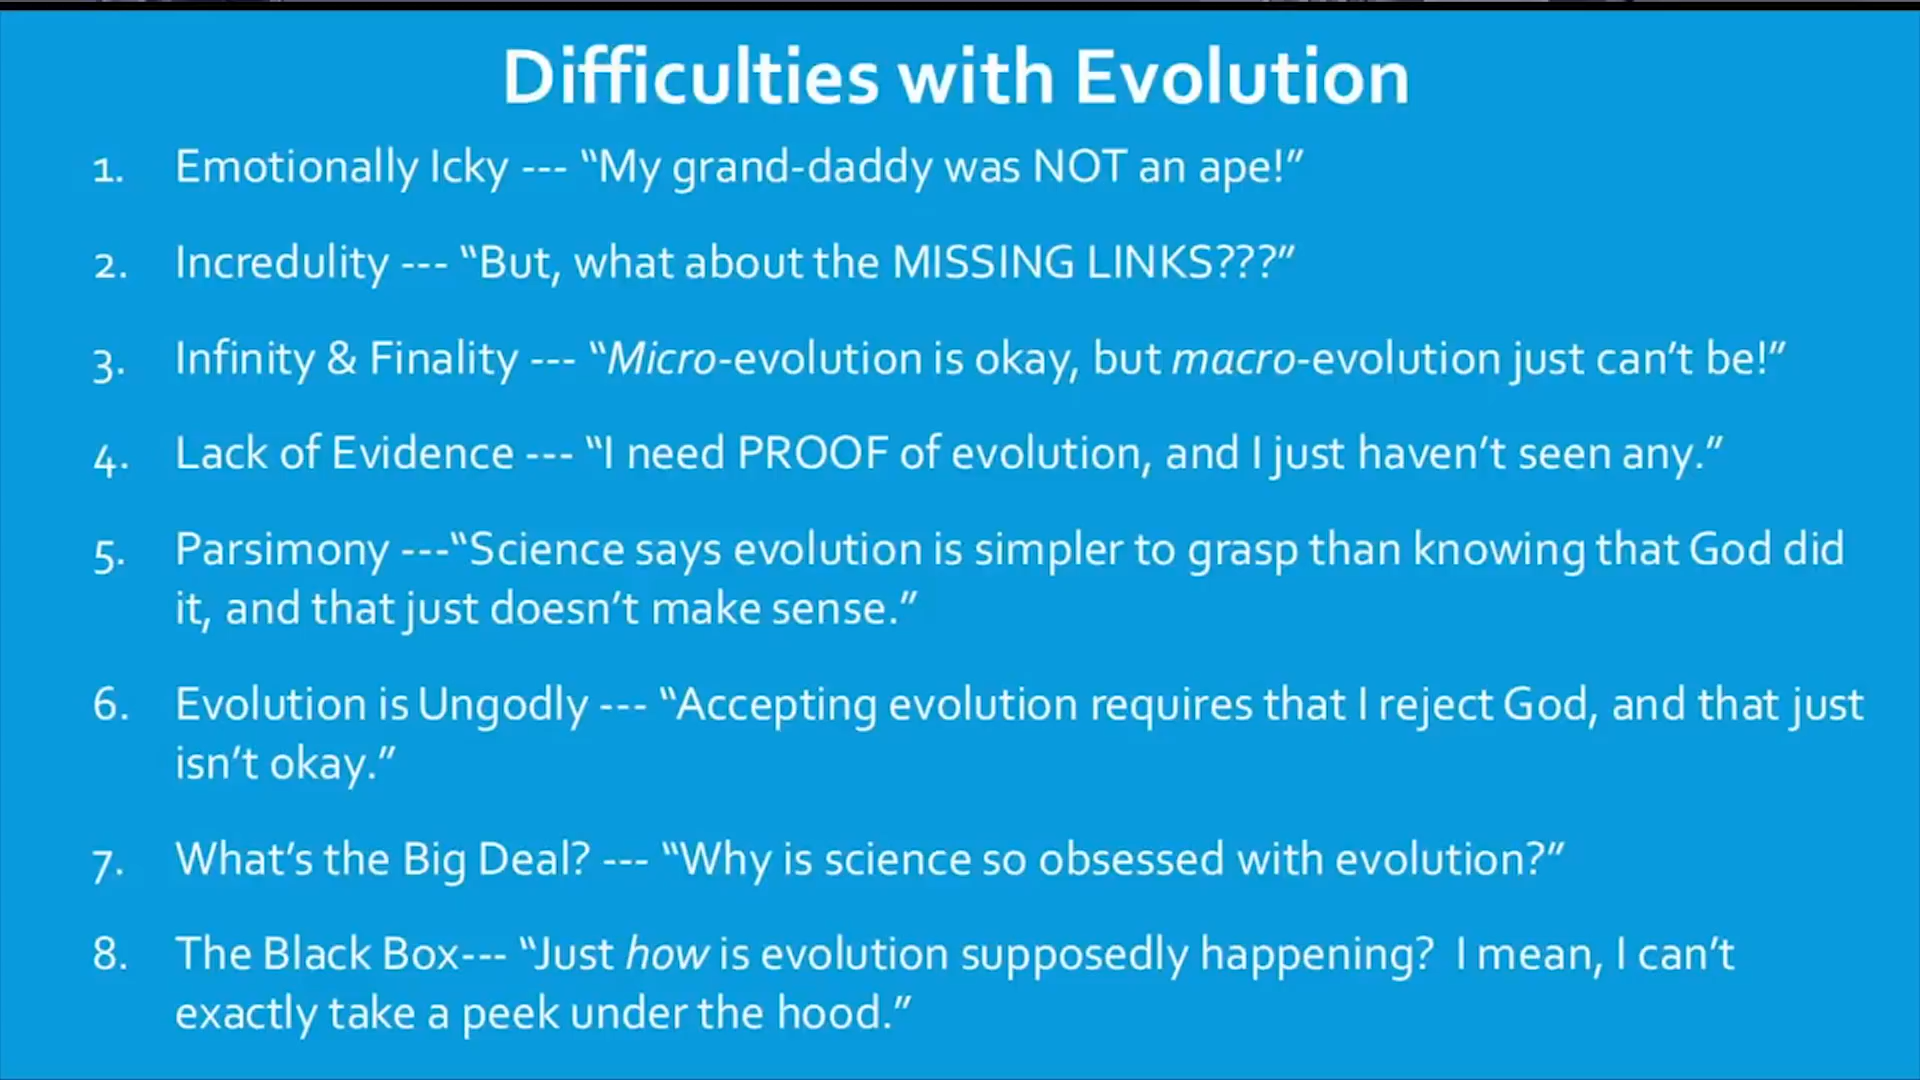 Difficulties with Evolution
1. Emotionally Icky --- “My grand-daddy was NOT an ape!”
2. Incredulity --- “But, what about the MISSING LINKS???”
3. Infinity & Finality --- “Micro-evolution is okay, but macro-evolution just can’t be!”
4. Lack of Evidence --- “I need PROOF of evolution, and I just haven’t seen any.”
5. Parsimony ---“Science says evolution is simpler to grasp than knowing that God did
it, and that just doesn’t make sense.”
6. Evolution is Ungodly --- “Accepting evolution requires that I reject God, and that just
isn’t okay.”
7. What’s the Big Deal? --- “Why is science so obsessed with evolution?”
8. The Black Box--- “Just how is evolution supposedly happening? I mean, I can’t
exactly take a peek under the hood.”